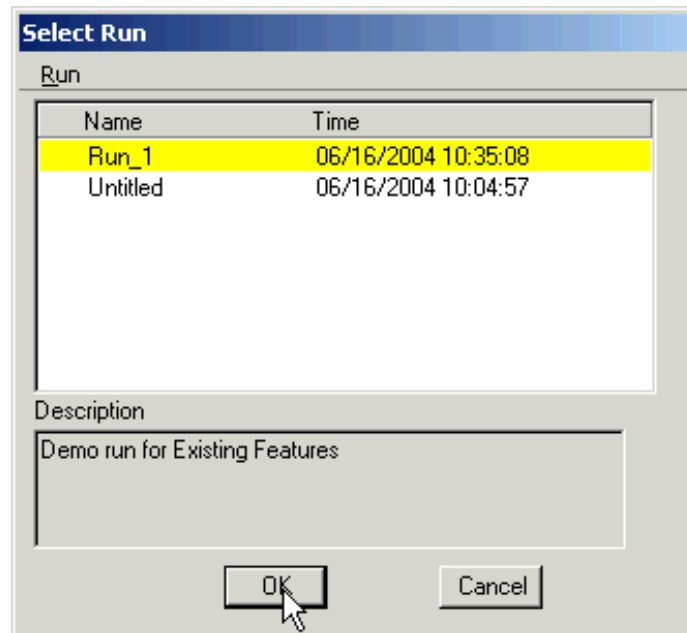 Select Run
Run
Name Time
Run_1 06/16/2004 10:35:08
Untitled 06/16/2004 10:04:57
Description
Demo run for Existing Features
OK Cancel